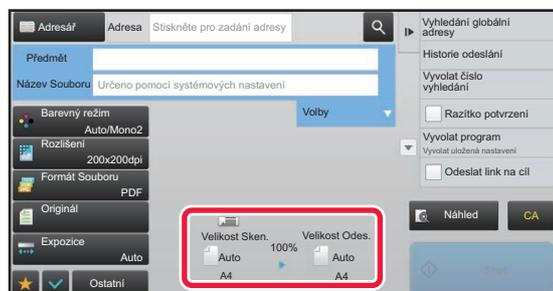 Adresář
Adresa
Stiskněte pro zadání adresy
Předmět
Název Souboru
Určeno pomocí systémových nastavení
Volby
Barevný režim
Auto/Mono2
Rozlišení
200x200dpi
Formát Souboru
PDF
Originál
Expozice
Auto
Ostatní
Velikost Sken.
100%
Velikost Odes.
Auto
Auto
A4
A4
Vyhledání globální
adresy
Historie odeslání
Vyvolat číslo
vyhledání
Razítko potvrzení
Vyvolat program
Vyvolat uložená nastavení
Odeslat link na cíl
Náhled
CA
Start